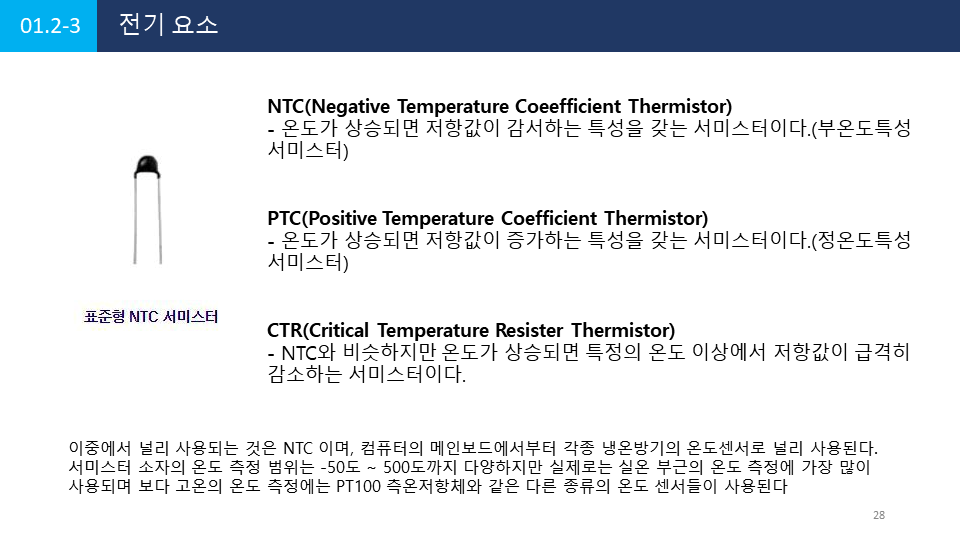 01.2-3 전기 요소
NTC(Negative Temperature Coeefficient Thermistor)
- 온도가 상승되면 저항값이 감서하는 특성을 갖는 서미스터이다.(부온도특성
서미스터)
PTC(Positive Temperature Coefficient Thermistor)
- 온도가 상승되면 저항값이 증가하는 특성을 갖는 서미스터이다.(정온도특성
서미스터)
표준형 NTC 서미스터
CTR(Critical Temperature Resister Thermistor)
- NTC와 비슷하지만 온도가 상승되면 특정의 온도 이상에서 저항값이 급격히
감소하는 서미스터이다.
이중에서 널리 사용되는 것은 NTC 이며, 컴퓨터의 메인보드에서부터 각종 냉온방기의 온도센서로 널리 사용된다.
서미스터 소자의 온도 측정 범위는 -50도 ~ 500도까지 다양하지만 실제로는 실온 부근의 온도 측정에 가장 많이
사용되며 보다 고온의 온도 측정에는 PT100 측온저항체와 같은 다른 종류의 온도 센서들이 사용된다
28